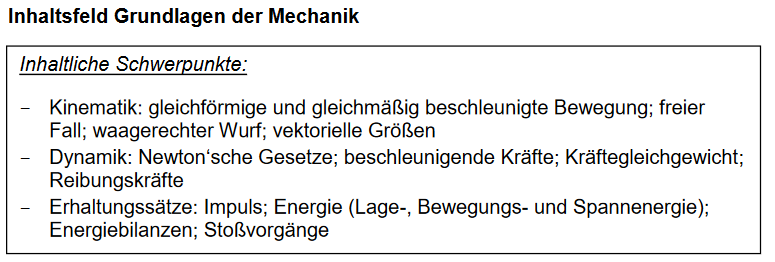 Inhaltsfeld Grundlagen der Mechanik
Inhaltliche Schwerpunkte:
− Kinematik: gleichförmige und gleichmäßig beschleunigte Bewegung; freier
Fall; waagerechter Wurf; vektorielle Größen
− Dynamik: Newton‘sche Gesetze; beschleunigende Kräfte; Kräftegleichgewicht;
Reibungskräfte
− Erhaltungssätze: Impuls; Energie (Lage-, Bewegungs- und Spannenergie);
Energiebilanzen; Stoßvorgänge